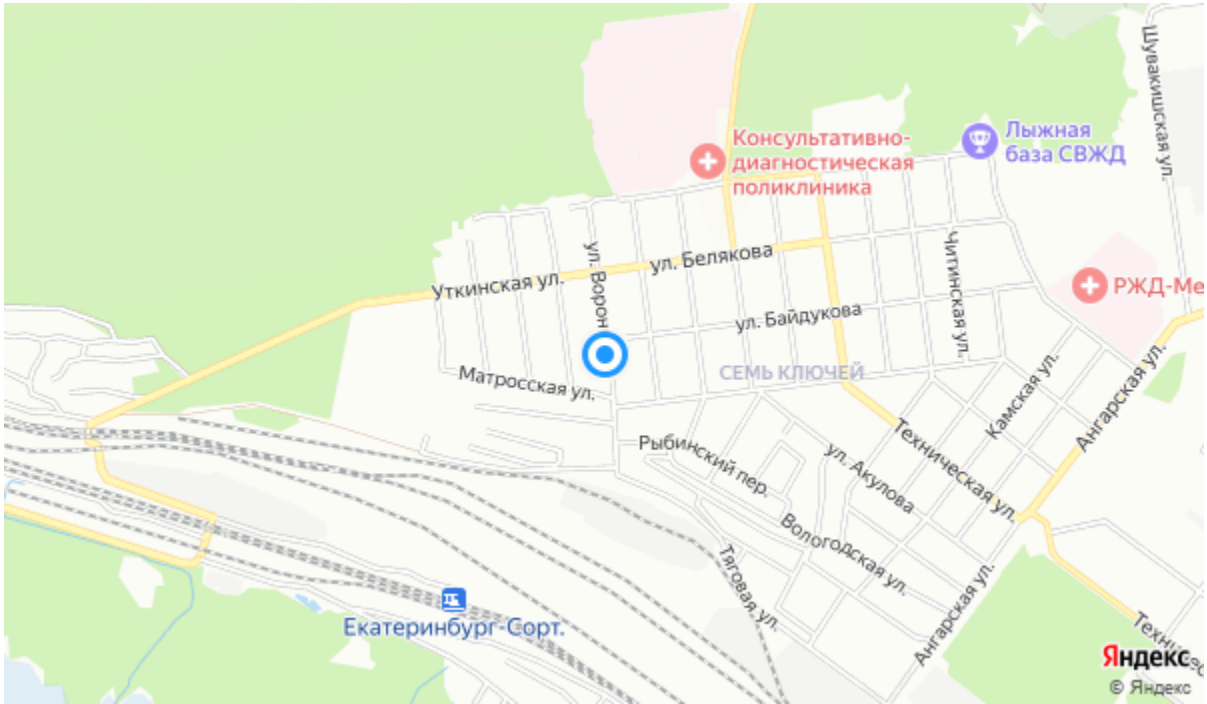 Шувакишская ул.
Консультативно-
диагностическая
поликлиника
Лыжная
база СВЖД
ул. Ворон
ул. Белякова
Уткинская ул.
Читинская ул.
РЖД-Ме
ул. Байдукова
СЕМЬ КЛЮЧЕЙ
Матросская ул.
Камская ул.
Ангарская ул.
Рыбинский пер.
ул. Акулова
Техническая ул.
Вологодская ул.
Тяговая ул.
Ангарская ул.
Екатеринбург-Сорт.
Яндекс
© Яндекс